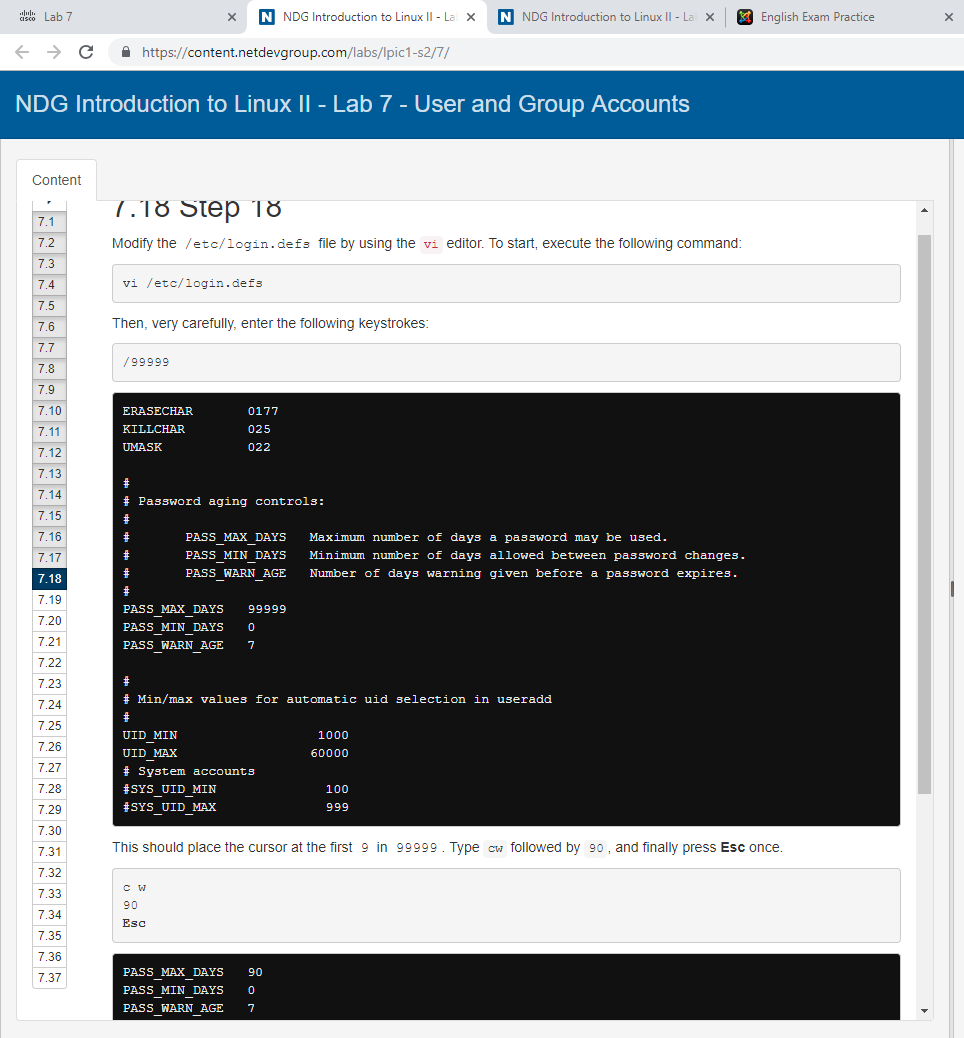 Lab 7
NDG Introduction to Linux II - La
NDG Introduction to Linux II - La
English Exam Practice
https://content.netdevgroup.com/labs/lpic1-s2/7/
NDG Introduction to Linux II - Lab 7 - User and Group Accounts
Content
7.1
7.2
7.3
7.4
7.5
7.6
7.7
7.8
7.9
7.10
7.11
7.12
7.13
7.14
7.15
7.16
7.17
7.18
7.19
7.20
7.21
7.22
7.23
7.24
7.25
7.26
7.27
7.28
7.29
7.30
7.31
7.32
7.33
7.34
7.35
7.36
7.37
7.18 Step 18
Modify the /etc/login.defs file by using the vi editor. To start, execute the following command:
vi /etc/login.defs
Then, very carefully, enter the following keystrokes:
/99999
ERASECHAR 0177
KILLCHAR 025
UMASK 022
#
# Password aging controls:
#
# PASS_MAX_DAYS Maximum number of days a password may be used.
# PASS_MIN_DAYS Minimum number of days allowed between password changes.
# PASS_WARN_AGE Number of days warning given before a password expires.
#
PASS_MAX_DAYS 99999
PASS_MIN_DAYS 0
PASS_WARN_AGE 7
#
# Min/max values for automatic uid selection in useradd
#
UID_MIN 1000
UID_MAX 60000
# System accounts
#SYS_UID_MIN 100
#SYS_UID_MAX 999
This should place the cursor at the first 9 in 99999. Type cw followed by 90, and finally press Esc once.
c w
90
Esc
PASS_MAX_DAYS 90
PASS_MIN_DAYS 0
PASS_WARN_AGE 7